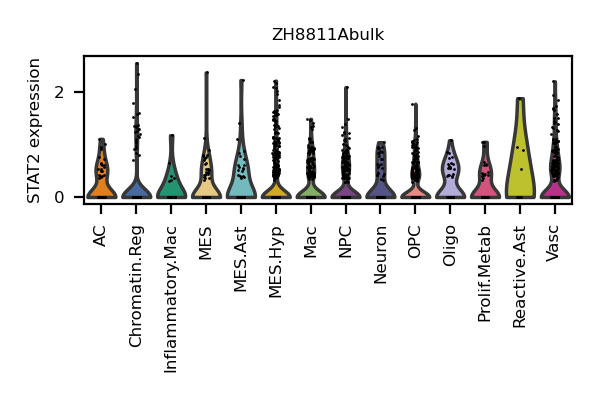 ZH8811Abulk
STAT2 expression
2
0
AC
Chromatin.Reg
Inflammatory.Mac
MES
MES.Ast
MES.Hyp
Mac
NPC
Neuron
OPC
Oligo
Prolif.Metab
Reactive.Ast
Vasc